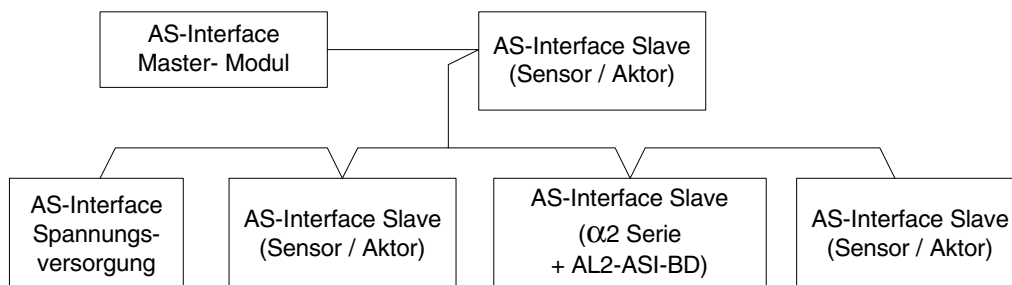 AS-Interface
Master- Modul
AS-Interface Slave
(Sensor / Aktor)
AS-Interface
Spannungs-
versorgung
AS-Interface Slave
(Sensor / Aktor)
AS-Interface Slave
(α2 Serie
+ AL2-ASI-BD)
AS-Interface Slave
(Sensor / Aktor)